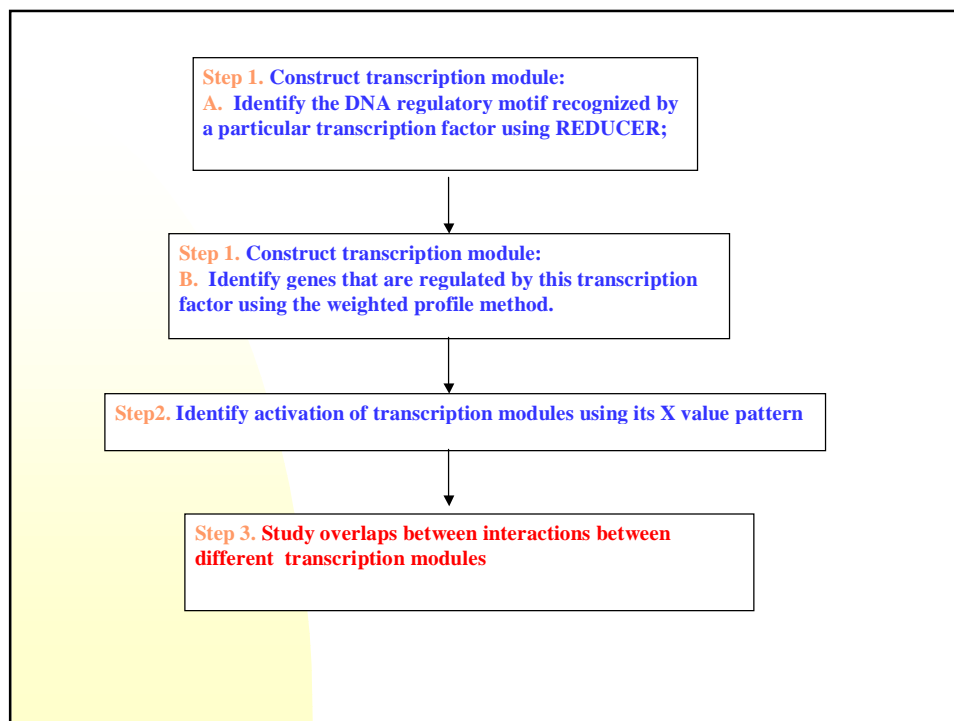 Step 1. Construct transcription module:
A. Identify the DNA regulatory motif recognized by
a particular transcription factor using REDUCER;
Step 1. Construct transcription module:
B. Identify genes that are regulated by this transcription
factor using the weighted profile method.
Step2. Identify activation of transcription modules using its X value pattern
Step 3. Study overlaps between interactions between
different transcription modules